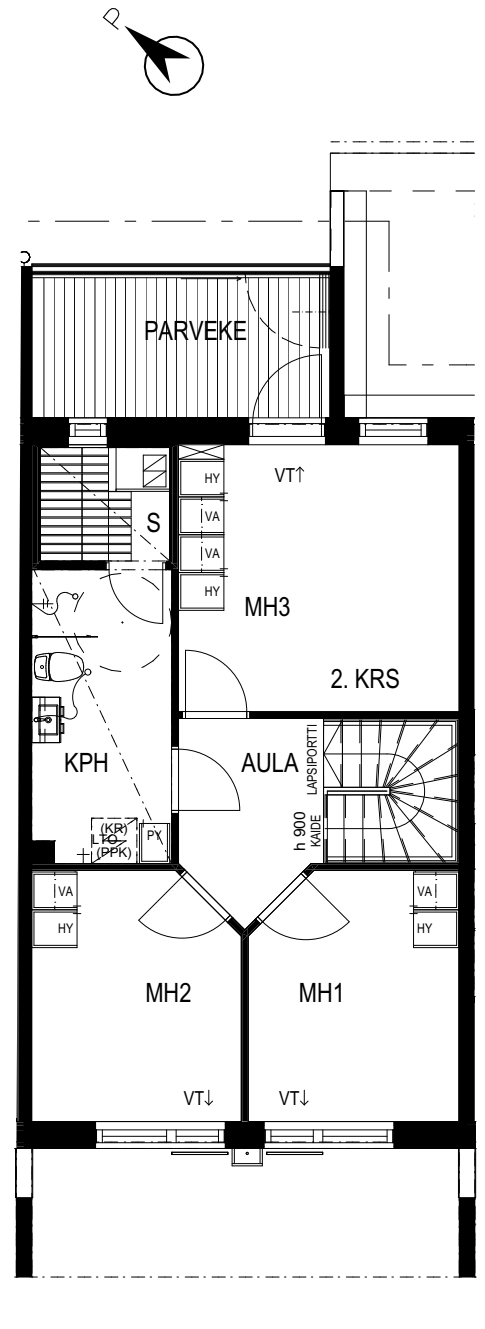 P
PARVEKE
HY
VT↑
VA
S
VA
HY
MH3
2. KRS
LAPSIPORTTI
KPH
AULA
h 900
KAIDE
(KR)
LTO
PY
(PPK)
VA
VA
HY
HY
MH2
MH1
VT↓
VT↓